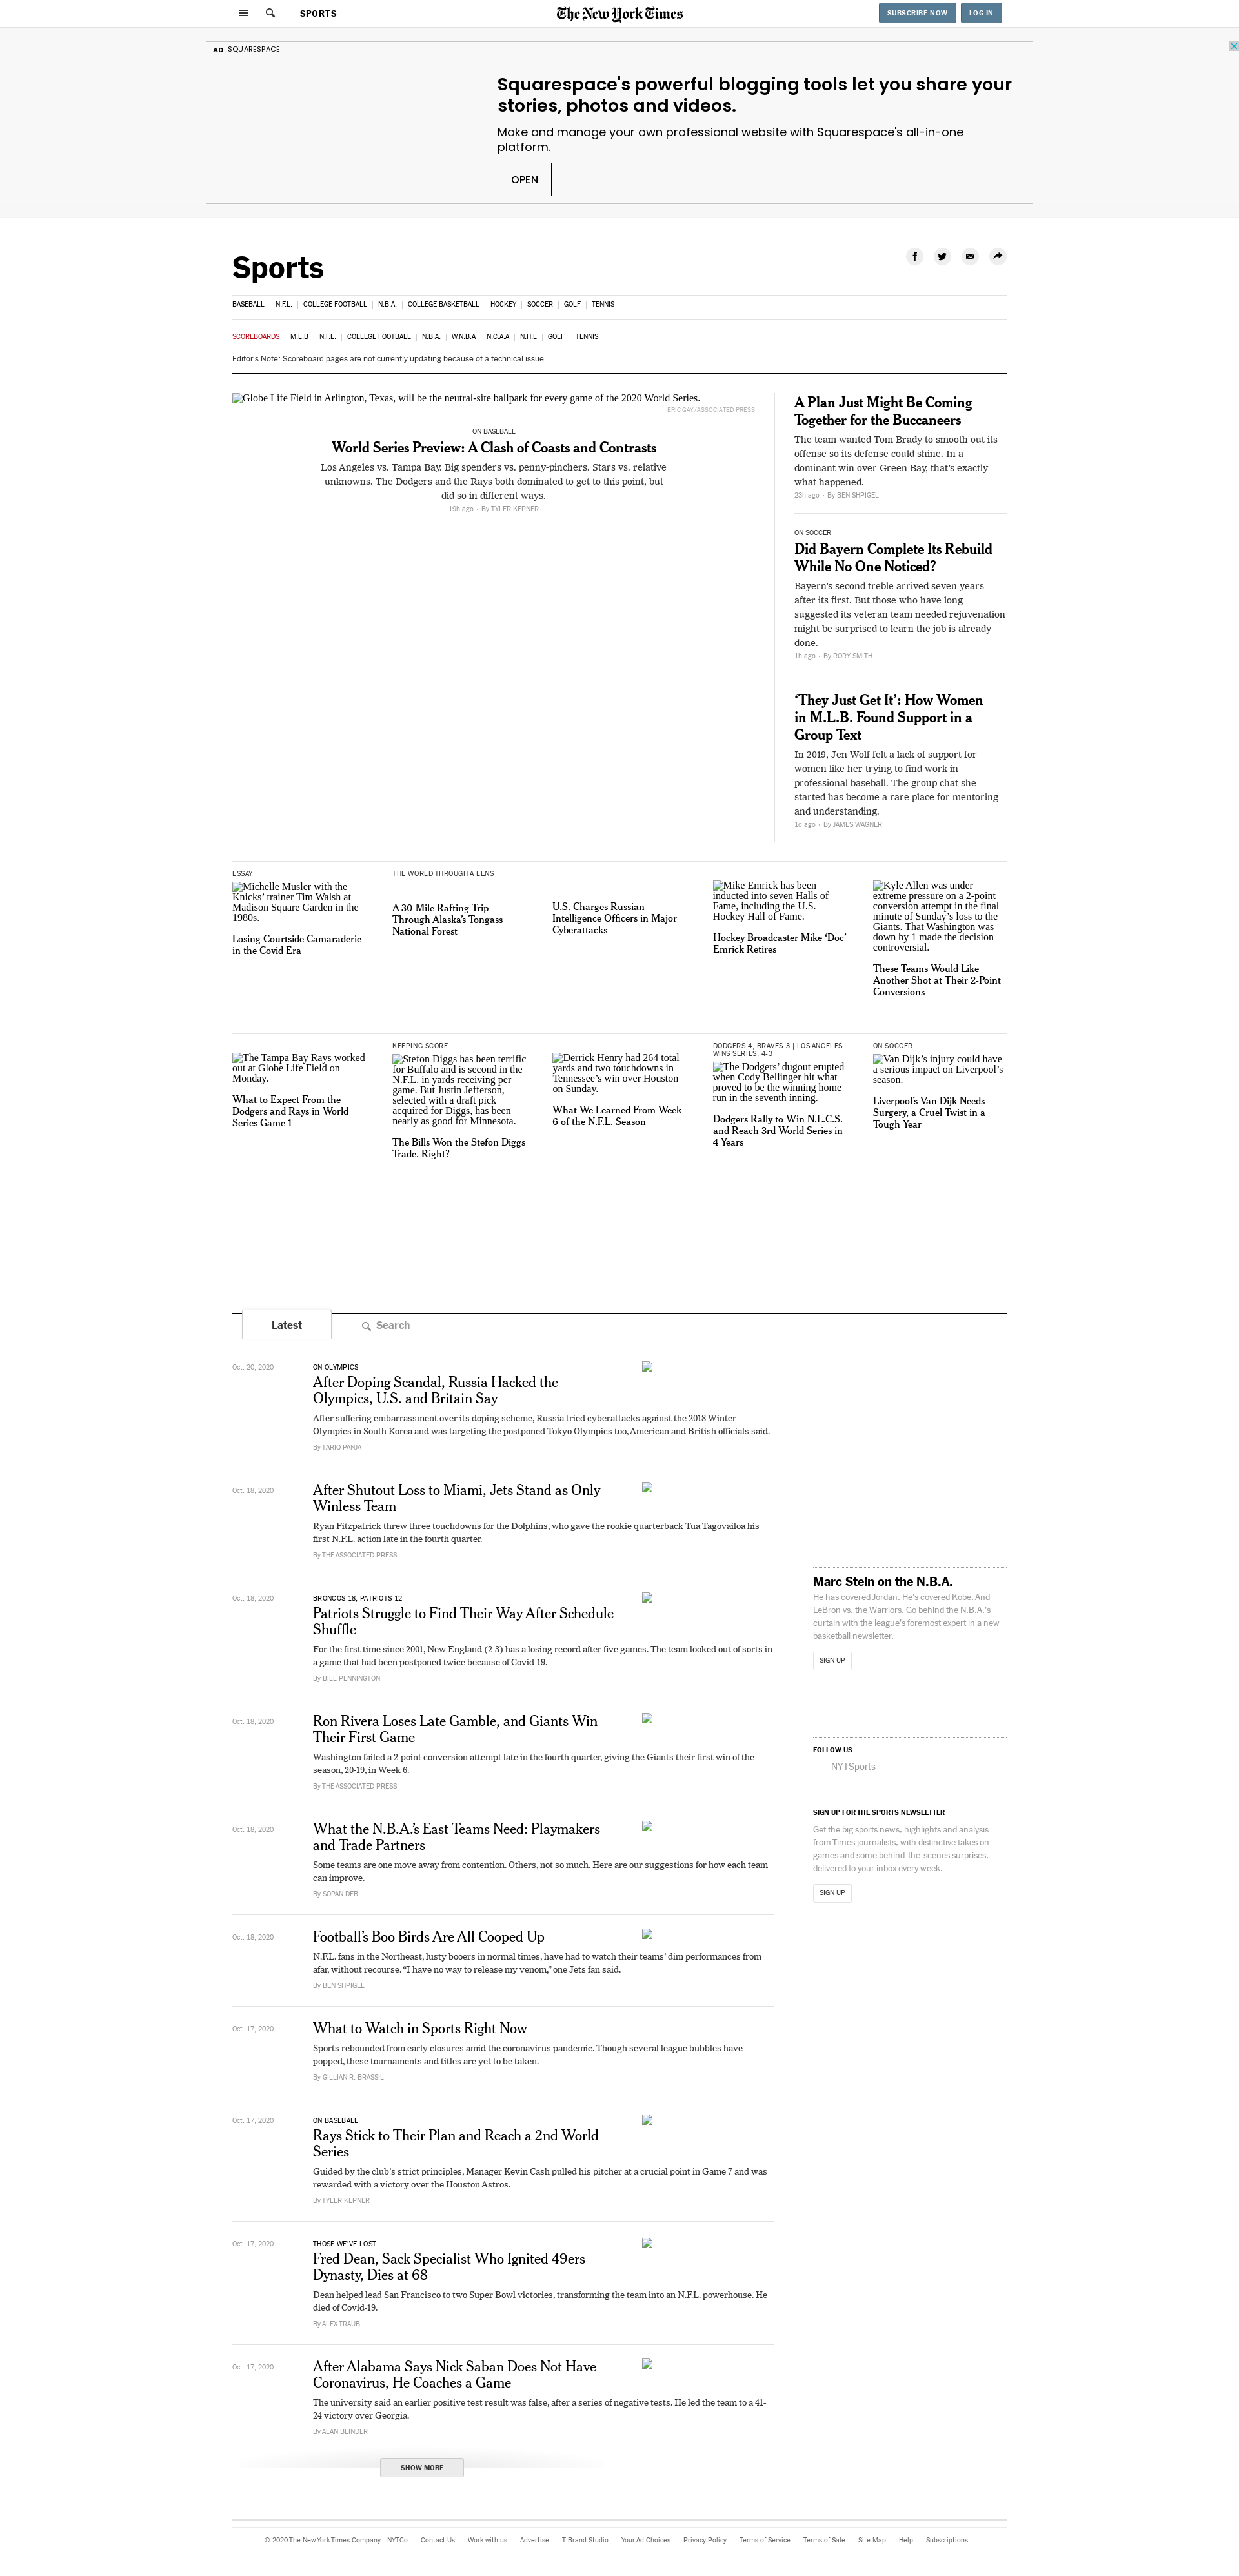 SPORTS
The New York Times
SUBSCRIBE NOW
LOG IN
AD SQUARESPACE
Squarespace's powerful blogging tools let you share your
stories, photos and videos.
Make and manage your own professional website with Squarespace's all-in-one
platform.
OPEN
Sports
BASEBALL | N.F.L. | COLLEGE FOOTBALL | N.B.A. | COLLEGE BASKETBALL | HOCKEY | SOCCER | GOLF | TENNIS
SCOREBOARDS | M.L.B | N.F.L. | COLLEGE FOOTBALL | N.B.A. | W.N.B.A | N.C.A.A | N.H.L | GOLF | TENNIS
Editor's Note: Scoreboard pages are not currently updating because of a technical issue.
Globe Life Field in Arlington, Texas, will be the neutral-site ballpark for every game of the 2020 World Series.
ERIC GAY/ASSOCIATED PRESS
ON BASEBALL
World Series Preview: A Clash of Coasts and Contrasts
Los Angeles vs. Tampa Bay. Big spenders vs. penny-pinchers. Stars vs. relative
unknowns. The Dodgers and the Rays both dominated to get to this point, but
did so in different ways.
19h ago · By TYLER KEPNER
A Plan Just Might Be Coming
Together for the Buccaneers
The team wanted Tom Brady to smooth out its
offense so its defense could shine. In a
dominant win over Green Bay, that's exactly
what happened.
23h ago · By BEN SHPIGEL
ON SOCCER
Did Bayern Complete Its Rebuild
While No One Noticed?
Bayern's second treble arrived seven years
after its first. But those who have long
suggested its veteran team needed rejuvenation
might be surprised to learn the job is already
done.
1h ago · By RORY SMITH
‘They Just Get It’: How Women
in M.L.B. Found Support in a
Group Text
In 2019, Jen Wolf felt a lack of support for
women like her trying to find work in
professional baseball. The group chat she
started has become a rare place for mentoring
and understanding.
1d ago · By JAMES WAGNER
ESSAY
Michelle Musler with the
Knicks’ trainer Tim Walsh at
Madison Square Garden in the
1980s.
Losing Courtside Camaraderie
in the Covid Era
THE WORLD THROUGH A LENS
A 30-Mile Rafting Trip
Through Alaska’s Tongass
National Forest
U.S. Charges Russian
Intelligence Officers in Major
Cyberattacks
Mike Emrick has been
inducted into seven Halls of
Fame, including the U.S.
Hockey Hall of Fame.
Hockey Broadcaster Mike ‘Doc’
Emrick Retires
Kyle Allen was under
extreme pressure on a 2-point
conversion attempt in the final
minute of Sunday’s loss to the
Giants. That Washington was
down by 1 made the decision
controversial.
These Teams Would Like
Another Shot at Their 2-Point
Conversions
The Tampa Bay Rays worked
out at Globe Life Field on
Monday.
What to Expect From the
Dodgers and Rays in World
Series Game 1
KEEPING SCORE
Stefon Diggs has been terrific
for Buffalo and is second in the
N.F.L. in yards receiving per
game. But Justin Jefferson,
selected with a draft pick
acquired for Diggs, has been
nearly as good for Minnesota.
The Bills Won the Stefon Diggs
Trade. Right?
Derrick Henry had 264 total
yards and two touchdowns in
Tennessee’s win over Houston
on Sunday.
What We Learned From Week
6 of the N.F.L. Season
DODGERS 4, BRAVES 3 | LOS ANGELES
WINS SERIES, 4-3
The Dodgers’ dugout erupted
when Cody Bellinger hit what
proved to be the winning home
run in the seventh inning.
Dodgers Rally to Win N.L.C.S.
and Reach 3rd World Series in
4 Years
ON SOCCER
Van Dijk’s injury could have
a serious impact on Liverpool’s
season.
Liverpool’s Van Dijk Needs
Surgery, a Cruel Twist in a
Tough Year
Latest
Search
Oct. 20, 2020
ON OLYMPICS
After Doping Scandal, Russia Hacked the
Olympics, U.S. and Britain Say
After suffering embarrassment over its doping scheme, Russia tried cyberattacks against the 2018 Winter
Olympics in South Korea and was targeting the postponed Tokyo Olympics too, American and British officials said.
By TARIQ PANJA
Oct. 18, 2020
After Shutout Loss to Miami, Jets Stand as Only
Winless Team
Ryan Fitzpatrick threw three touchdowns for the Dolphins, who gave the rookie quarterback Tua Tagovailoa his
first N.F.L. action late in the fourth quarter.
By THE ASSOCIATED PRESS
Oct. 18, 2020
BRONCOS 18, PATRIOTS 12
Patriots Struggle to Find Their Way After Schedule
Shuffle
For the first time since 2001, New England (2-3) has a losing record after five games. The team looked out of sorts in
a game that had been postponed twice because of Covid-19.
By BILL PENNINGTON
Oct. 18, 2020
Ron Rivera Loses Late Gamble, and Giants Win
Their First Game
Washington failed a 2-point conversion attempt late in the fourth quarter, giving the Giants their first win of the
season, 20-19, in Week 6.
By THE ASSOCIATED PRESS
Oct. 18, 2020
What the N.B.A.’s East Teams Need: Playmakers
and Trade Partners
Some teams are one move away from contention. Others, not so much. Here are our suggestions for how each team
can improve.
By SOPAN DEB
Oct. 18, 2020
Football’s Boo Birds Are All Cooped Up
N.F.L. fans in the Northeast, lusty booers in normal times, have had to watch their teams’ dim performances from
afar, without recourse. “I have no way to release my venom,” one Jets fan said.
By BEN SHPIGEL
Oct. 17, 2020
What to Watch in Sports Right Now
Sports rebounded from early closures amid the coronavirus pandemic. Though several league bubbles have
popped, these tournaments and titles are yet to be taken.
By GILLIAN R. BRASSIL
Oct. 17, 2020
ON BASEBALL
Rays Stick to Their Plan and Reach a 2nd World
Series
Guided by the club’s strict principles, Manager Kevin Cash pulled his pitcher at a crucial point in Game 7 and was
rewarded with a victory over the Houston Astros.
By TYLER KEPNER
Oct. 17, 2020
THOSE WE’VE LOST
Fred Dean, Sack Specialist Who Ignited 49ers
Dynasty, Dies at 68
Dean helped lead San Francisco to two Super Bowl victories, transforming the team into an N.F.L. powerhouse. He
died of Covid-19.
By ALEX TRAUB
Oct. 17, 2020
After Alabama Says Nick Saban Does Not Have
Coronavirus, He Coaches a Game
The university said an earlier positive test result was false, after a series of negative tests. He led the team to a 41-
24 victory over Georgia.
By ALAN BLINDER
SHOW MORE
Marc Stein on the N.B.A.
He has covered Jordan. He's covered Kobe. And
LeBron vs. the Warriors. Go behind the N.B.A.'s
curtain with the league's foremost expert in a new
basketball newsletter.
SIGN UP
FOLLOW US
NYTSports
SIGN UP FOR THE SPORTS NEWSLETTER
Get the big sports news, highlights and analysis
from Times journalists, with distinctive takes on
games and some behind-the-scenes surprises,
delivered to your inbox every week.
SIGN UP
© 2020 The New York Times Company NYTCo Contact Us Work with us Advertise T Brand Studio Your Ad Choices Privacy Policy Terms of Service Terms of Sale Site Map Help Subscriptions